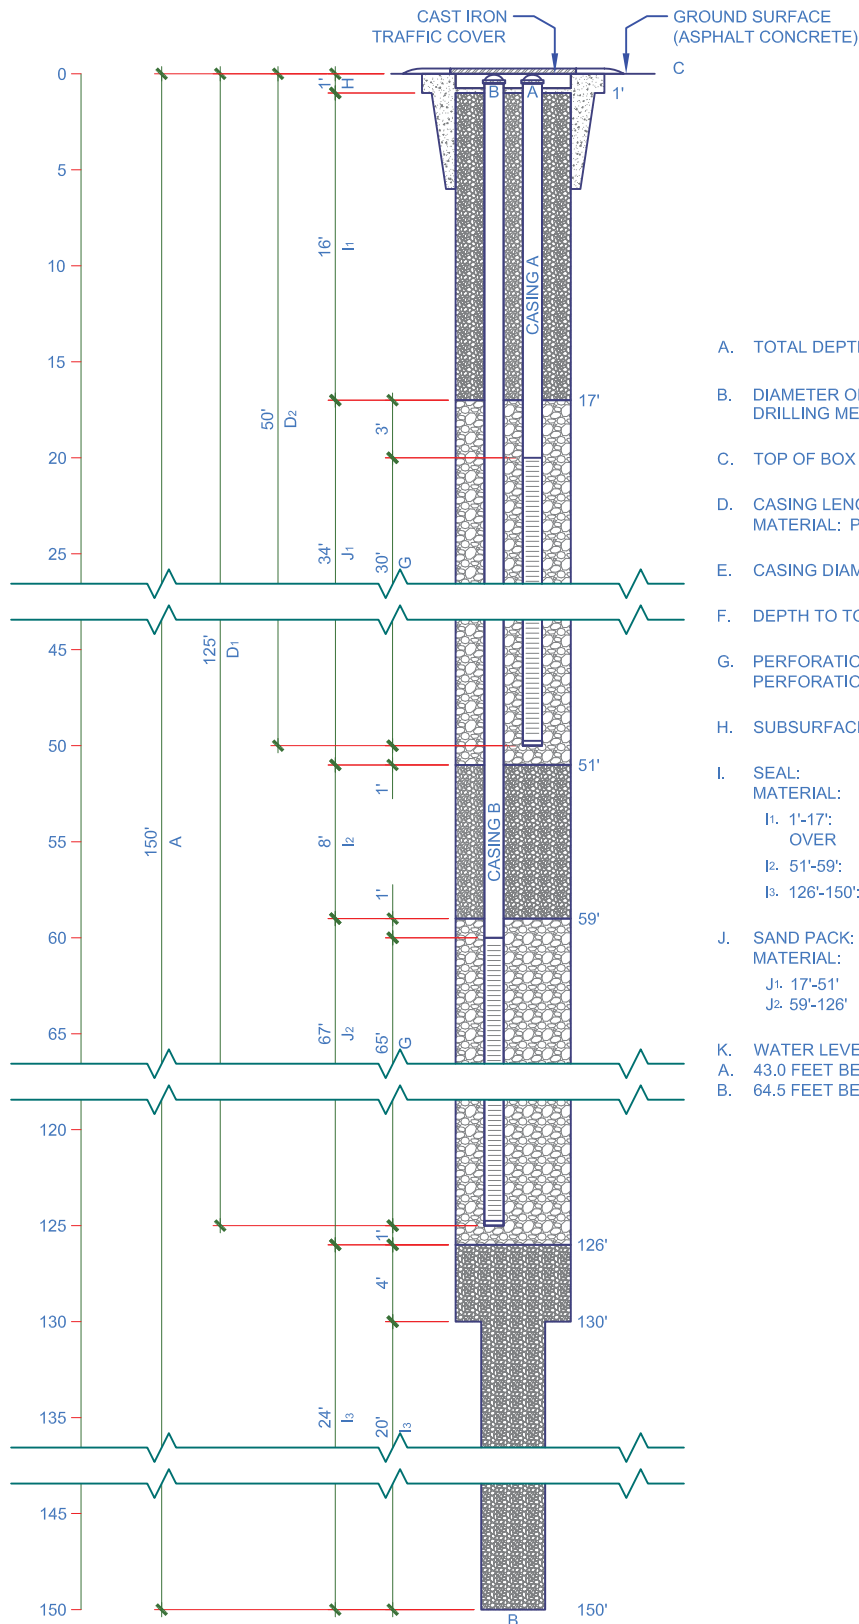 CAST IRON
TRAFFIC COVER
GROUND SURFACE
(ASPHALT CONCRETE)
C
0
1'
H
B
A
1'
5
16'
I1
10
CASING A
15
A. TOTAL DEPTH
17'
50'
D2
3'
B. DIAMETER OF
DRILLING ME
20
C. TOP OF BOX
D. CASING LENG
MATERIAL: P
25
34'
J1
30'
G
E. CASING DIAM
F. DEPTH TO TO
45
125'
D1
G. PERFORATIO
PERFORATIO
H. SUBSURFACE
50
51'
1'
I. SEAL:
MATERIAL:
I1. 1'-17':
OVER
I2. 51'-59':
I3. 126'-150':
55
150'
A
8'
I2
CASING B
1'
59'
60
J. SAND PACK:
MATERIAL:
J1. 17'-51'
J2. 59'-126'
65
67'
J2
65'
G
K. WATER LEVE
A. 43.0 FEET BE
B. 64.5 FEET BE
120
125
1'
126'
4'
130
130'
135
24'
I3
20'
I3
145
150
150'
B